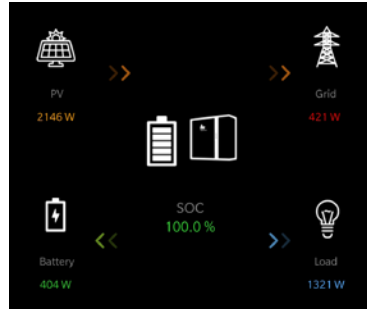 PV
2146 W
Grid
421 W
SOC
100.0 %
Battery
404 W
Load
1321 W